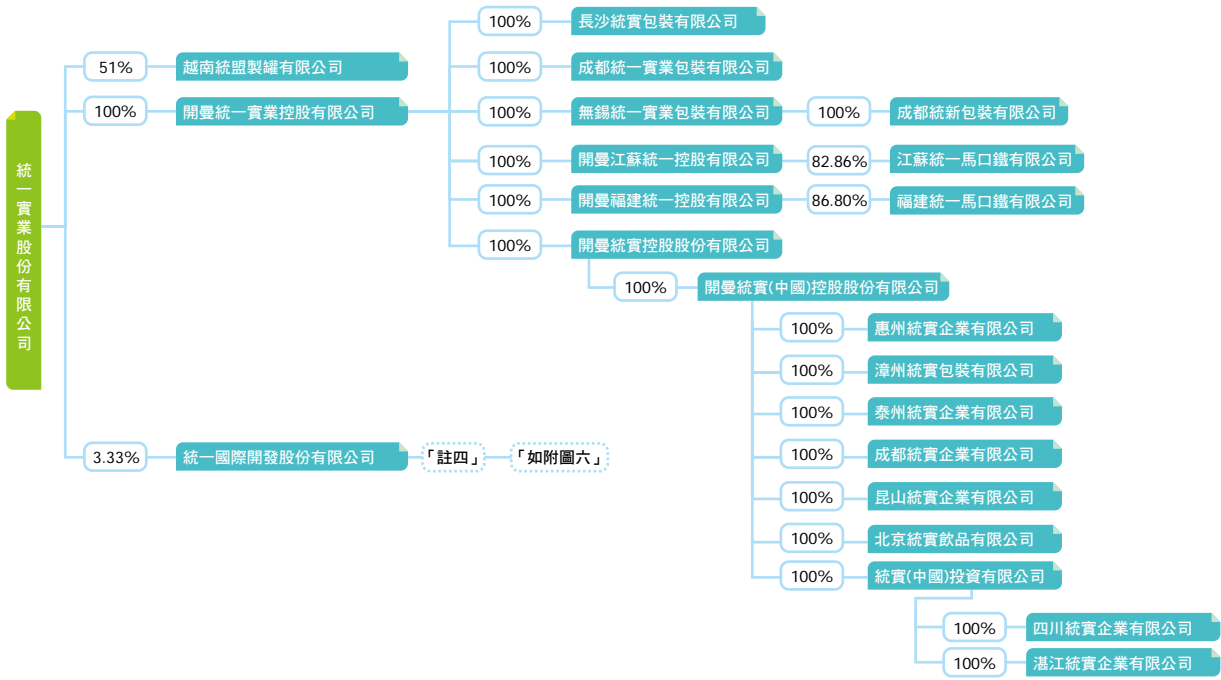 統一實業股份有限公司
51%
越南統盟製罐有限公司
100%
開曼統一實業控股有限公司
100%
長沙統實包裝有限公司
100%
成都統一實業包裝有限公司
100%
無錫統一實業包裝有限公司
100%
成都統新包裝有限公司
100%
開曼江蘇統一控股有限公司
82.86%
江蘇統一馬口鐵有限公司
100%
開曼福建統一控股有限公司
86.80%
福建統一馬口鐵有限公司
100%
開曼統實控股股份有限公司
100%
開曼統實(中國)控股股份有限公司
100%
惠州統實企業有限公司
100%
漳州統實包裝有限公司
100%
泰州統實企業有限公司
100%
成都統實企業有限公司
100%
昆山統實企業有限公司
100%
北京統實飲品有限公司
100%
統實(中國)投資有限公司
100%
四川統實企業有限公司
100%
湛江統實企業有限公司
3.33%
統一國際開發股份有限公司
「註四」
「如附圖六」